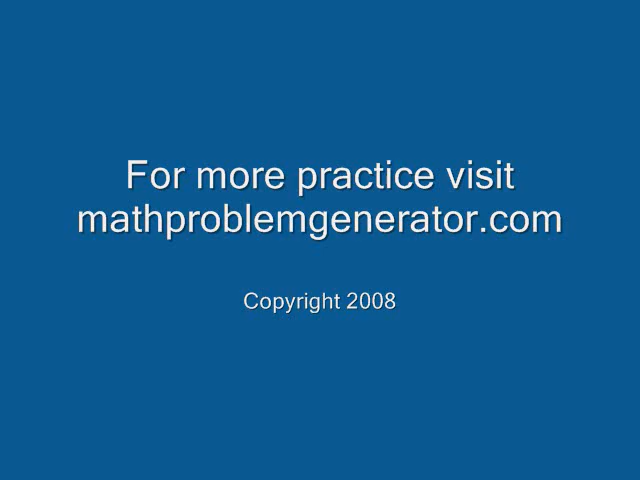 For more practice visit
mathproblemgenerator.com
Copyright 2008